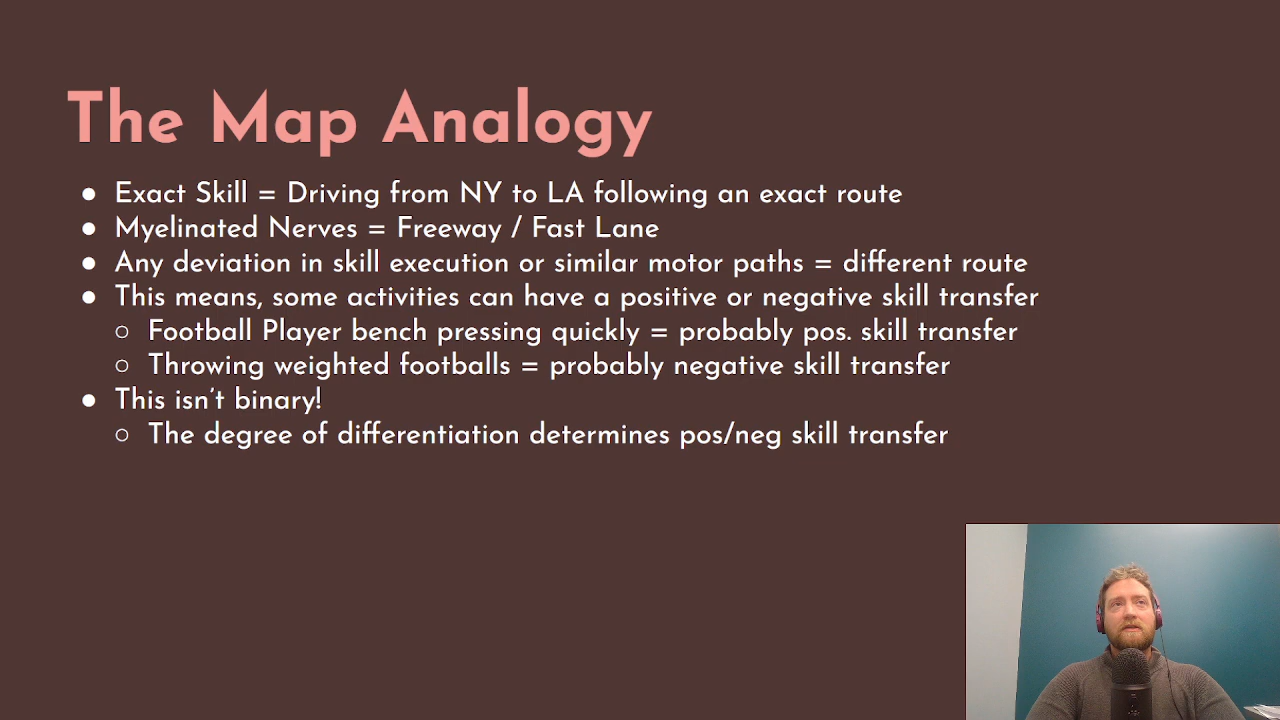 The Map Analogy
● Exact Skill = Driving from NY to LA following an exact route
● Myelinated Nerves = Freeway / Fast Lane
● Any deviation in skill execution or similar motor paths = different route
● This means, some activities can have a positive or negative skill transfer
○ Football Player bench pressing quickly = probably pos. skill transfer
○ Throwing weighted footballs = probably negative skill transfer
● This isn't binary!
○ The degree of differentiation determines pos/neg skill transfer